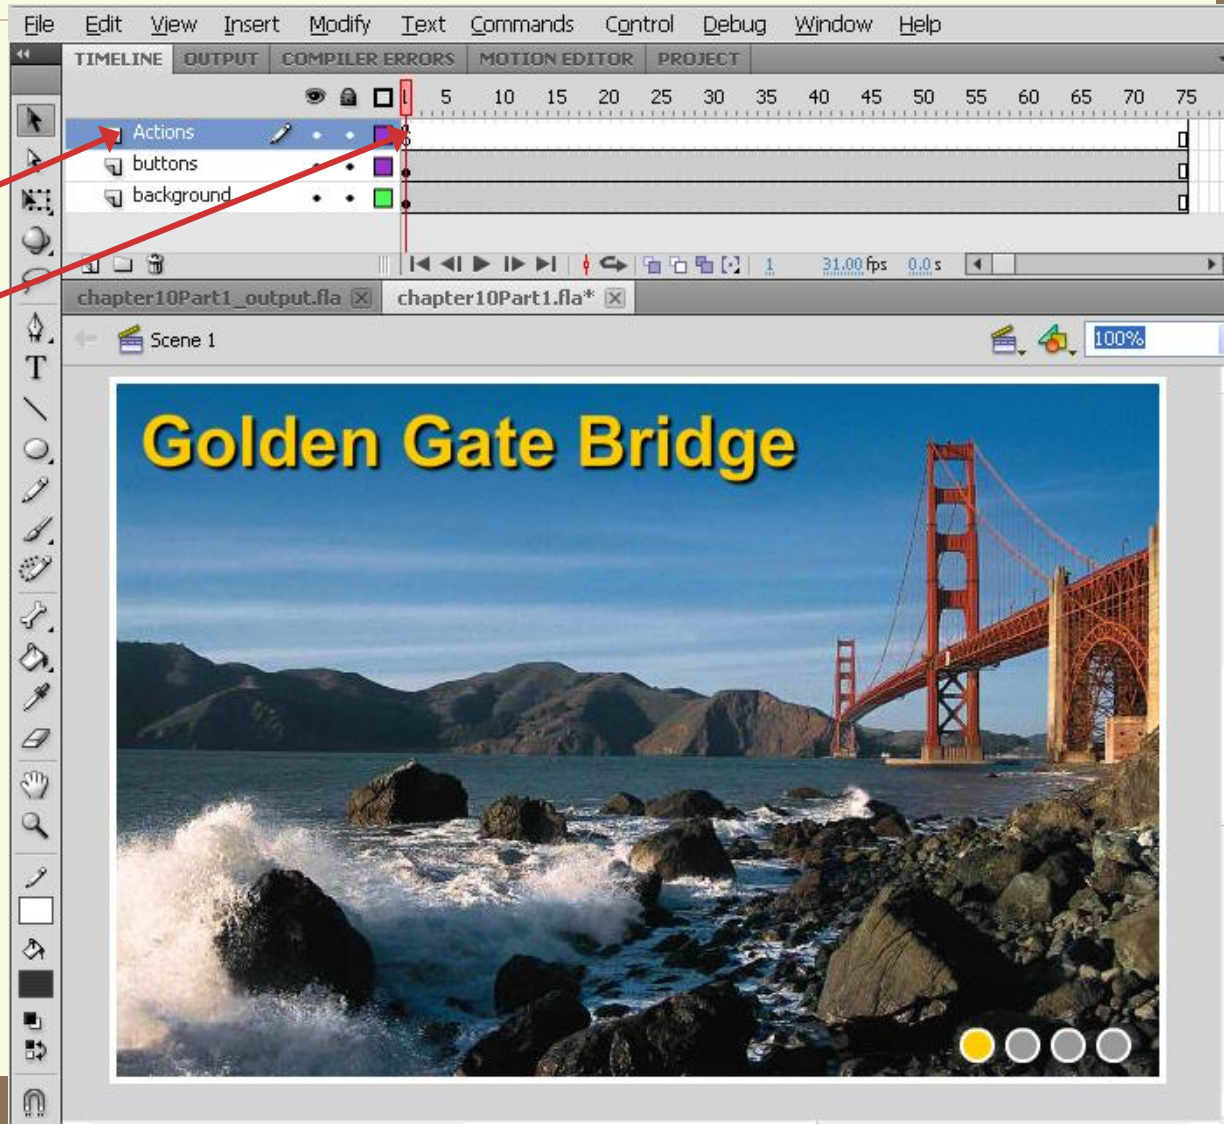 File Edit View Insert Modify Text Commands Control Debug Window Help
TIMELINE OUTPUT COMPILER ERRORS MOTION EDITOR PROJECT
1 5 10 15 20 25 30 35 40 45 50 55 60 65 70 75
Actions
buttons
background
1 31.00 fps 0.0 s
chapter10Part1_output.fla chapter10Part1.fla*
Scene 1 100%
Golden Gate Bridge